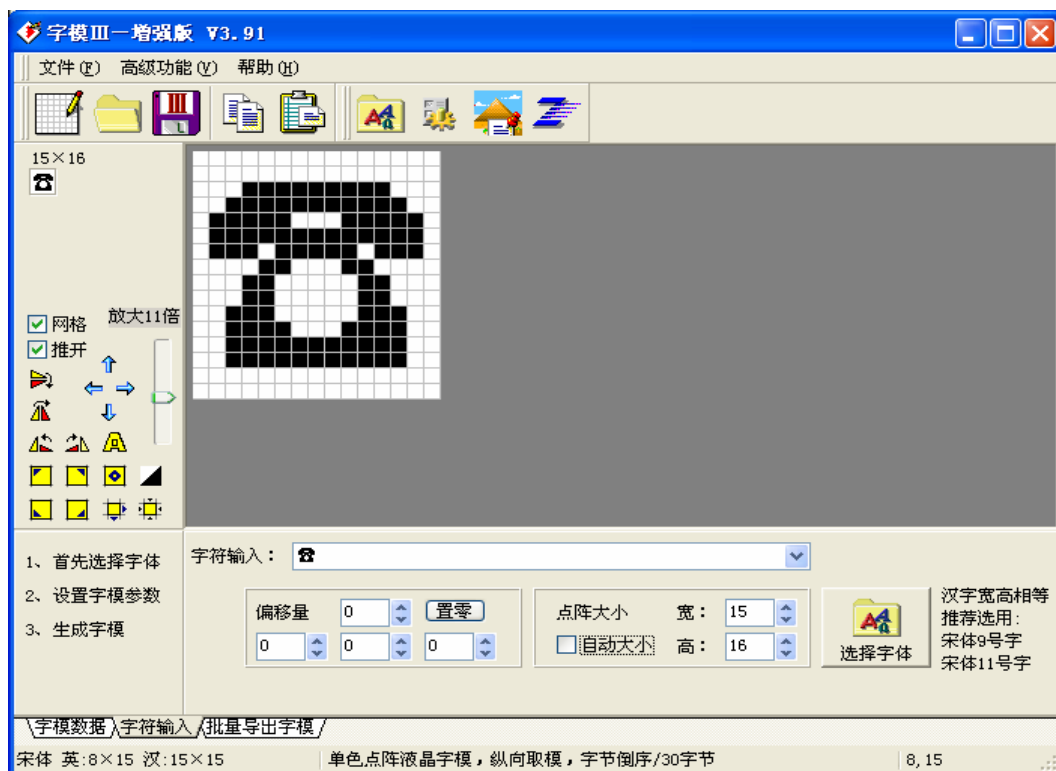 字模Ⅲ—增强版 V3.91
文件(F) 高级功能(V) 帮助(H)
15×16
☎
放大11倍
网格
推开
1、首先选择字体
2、设置字模参数
3、生成字模
字符输入：☎
偏移量 0 置零
0 0 0
点阵大小 宽：15
自动大小 高：16
选择字体
汉字宽高相等
推荐选用：
宋体9号字
宋体11号字
字模数据 字符输入 批量导出字模
宋体 英:8×15 汉:15×15 单色点阵液晶字模，纵向取模，字节倒序/30字节 8,15